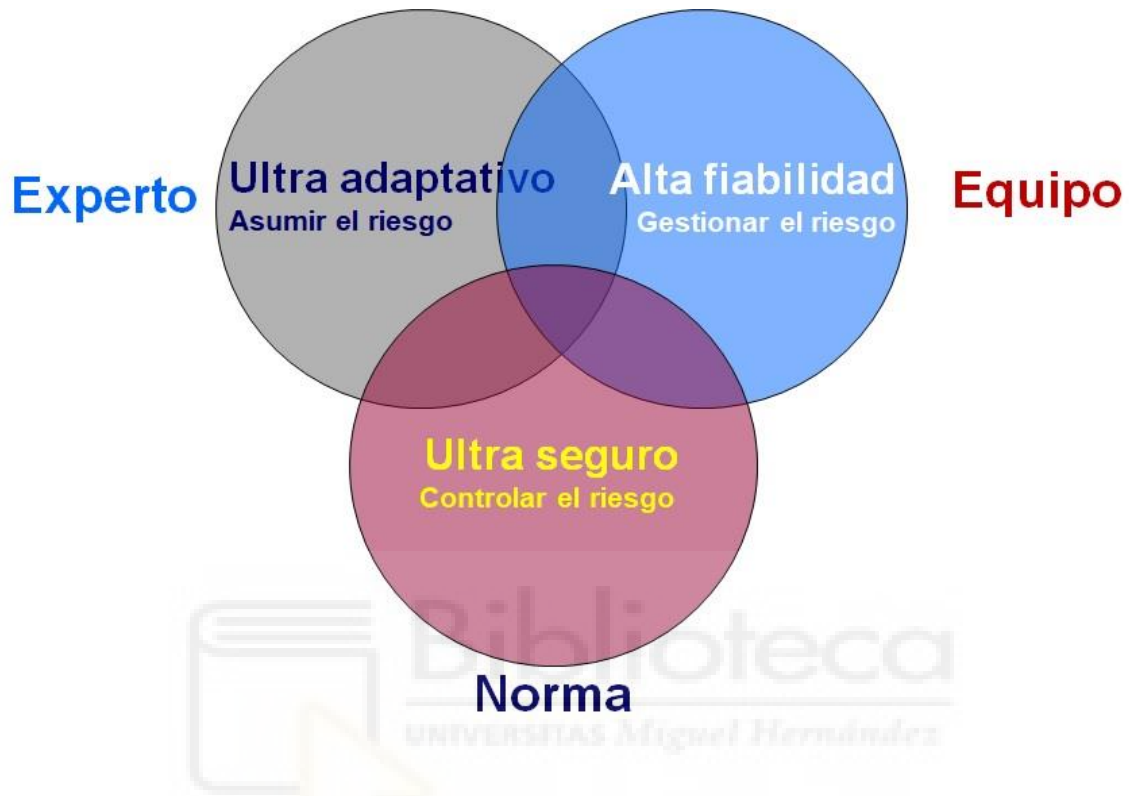 Experto
Ultra adaptativo
Asumir el riesgo
Alta fiabilidad
Gestionar el riesgo
Equipo
Ultra seguro
Controlar el riesgo
Norma
Biblioteca
UNIVERSITAS Miguel Hernández